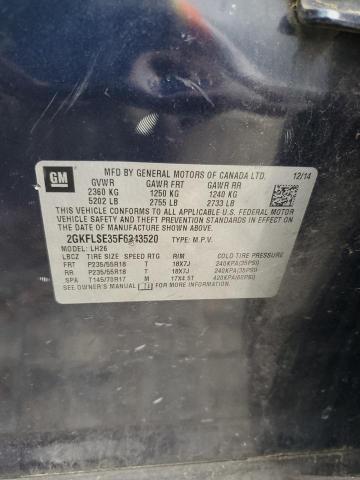 GM
MFD BY GENERAL MOTORS OF CANADA LTD. 12/14
GVWR GAWR FRT GAWR RR
2360 KG 1250 KG 1240 KG
5202 LB 2755 LB 2733 LB
THIS VEHICLE CONFORMS TO ALL APPLICABLE U.S. FEDERAL MOTOR
VEHICLE SAFETY AND THEFT PREVENTION STANDARDS IN EFFECT ON
THE DATE OF MANUFACTURE SHOWN ABOVE.
2GKFLSE35F6243520 TYPE: M.P.V.
LBCZ LH26
TIRE SIZE SPEED RTG RIM COLD TIRE PRESSURE
FRT P235/55R18 T 18X7J 240KPA(35PSI)
RR P235/55R18 T 18X7J 240KPA(35PSI)
SPA T145/70R17 M 17X4.5T 420KPA(60PSI)
SEE OWNER'S MANUAL FOR MORE INFORMATION.